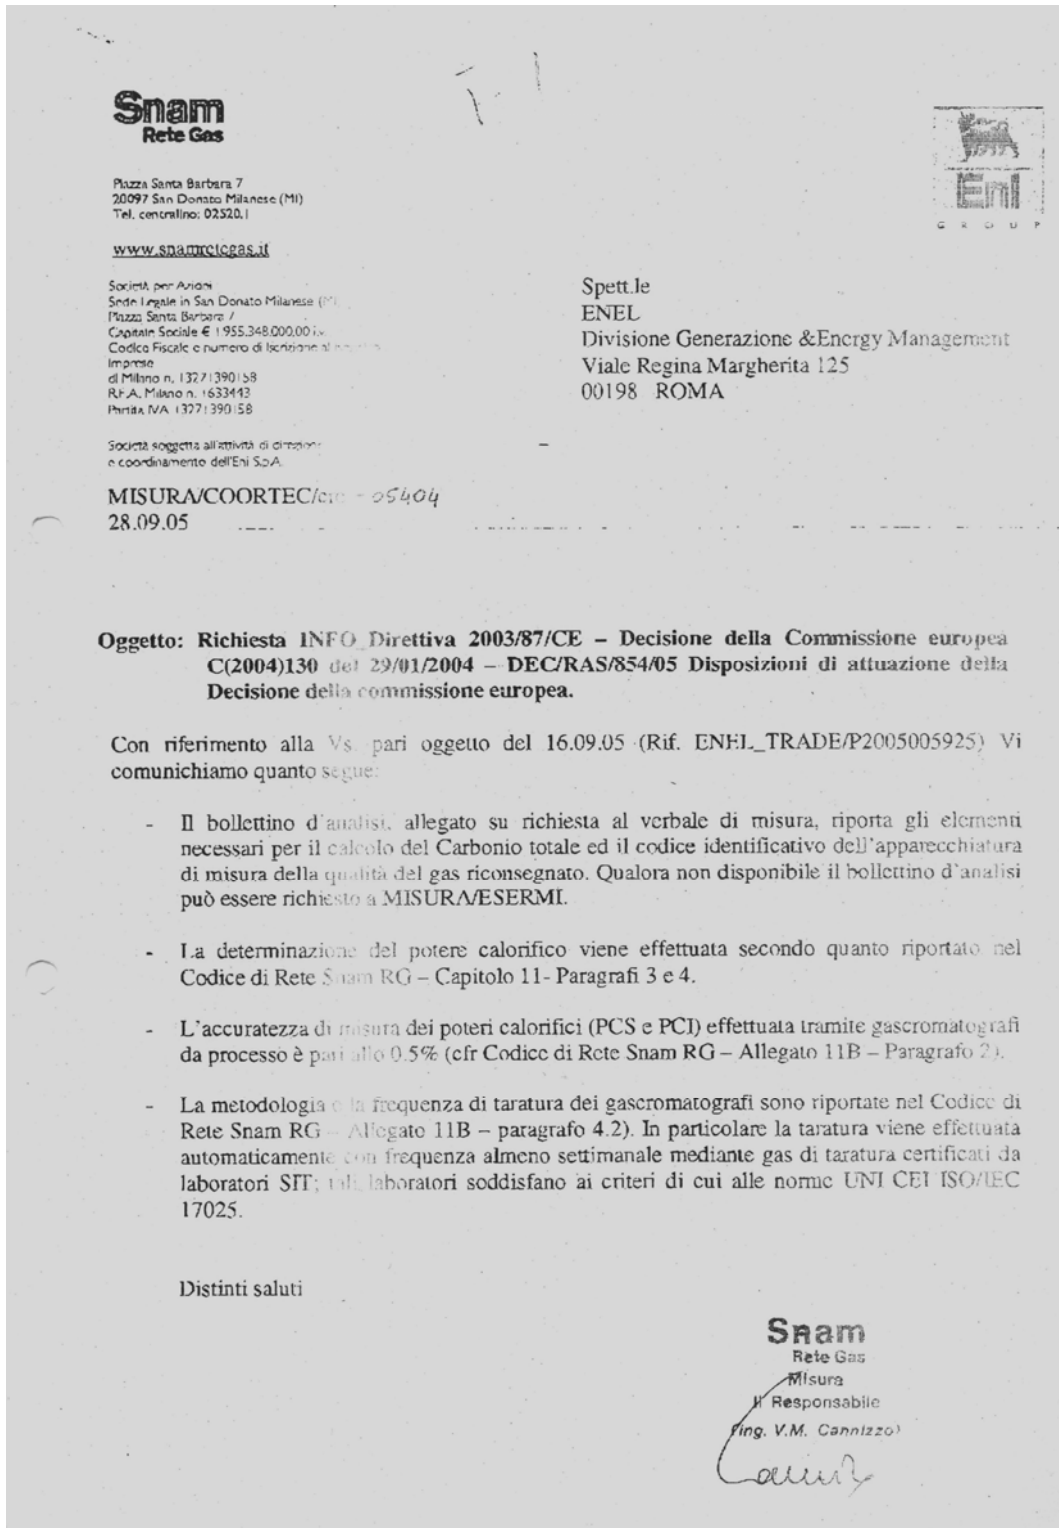 Snam
Rete Gas
Piazza Santa Barbara 7
20097 San Donato Milanese (MI)
Tel. centralino: 02520.1
www.snamretegas.it
Società per Azioni
Sede Legale in San Donato Milanese (MI
Piazza Santa Barbara 7
Capitale Sociale € 1.955.348.000,00 i.v.
Codice Fiscale e numero di Iscrizione al
Imprese
di Milano n. 13271390158
R.E.A. Milano n. 1633443
Partita IVA 13271390158
Società soggetta all'attività di direzione
e coordinamento dell'Eni S.p.A.
Eni
GROUP
Spett.le
ENEL
Divisione Generazione &Energy Management
Viale Regina Margherita 125
00198 ROMA
MISURA/COORTEC/ - 05404
28.09.05
Oggetto: Richiesta INFO Direttiva 2003/87/CE – Decisione della Commissione europea
C(2004)130 del 29/01/2004 – DEC/RAS/854/05 Disposizioni di attuazione della
Decisione della commissione europea.
Con riferimento alla Vs. pari oggetto del 16.09.05 (Rif. ENEL_TRADE/P2005005925) Vi
comunichiamo quanto segue:
- Il bollettino d'analisi, allegato su richiesta al verbale di misura, riporta gli elementi
necessari per il calcolo del Carbonio totale ed il codice identificativo dell'apparecchiatura
di misura della qualità del gas riconsegnato. Qualora non disponibile il bollettino d'analisi
può essere richiesto a MISURA/ESERMI.
- La determinazione del potere calorifico viene effettuata secondo quanto riportato nel
Codice di Rete Snam RG – Capitolo 11- Paragrafi 3 e 4.
- L'accuratezza di misura dei poteri calorifici (PCS e PCI) effettuata tramite gascromatografi
da processo è pari allo 0.5% (cfr Codice di Rete Snam RG – Allegato 11B – Paragrafo 2).
- La metodologia e la frequenza di taratura dei gascromatografi sono riportate nel Codice di
Rete Snam RG – Allegato 11B – paragrafo 4.2). In particolare la taratura viene effettuata
automaticamente con frequenza almeno settimanale mediante gas di taratura certificati da
laboratori SIT; tali laboratori soddisfano ai criteri di cui alle norme UNI CEI ISO/IEC
17025.
Distinti saluti
Snam
Rete Gas
Misura
Il Responsabile
(ing. V.M. Cannizzo)